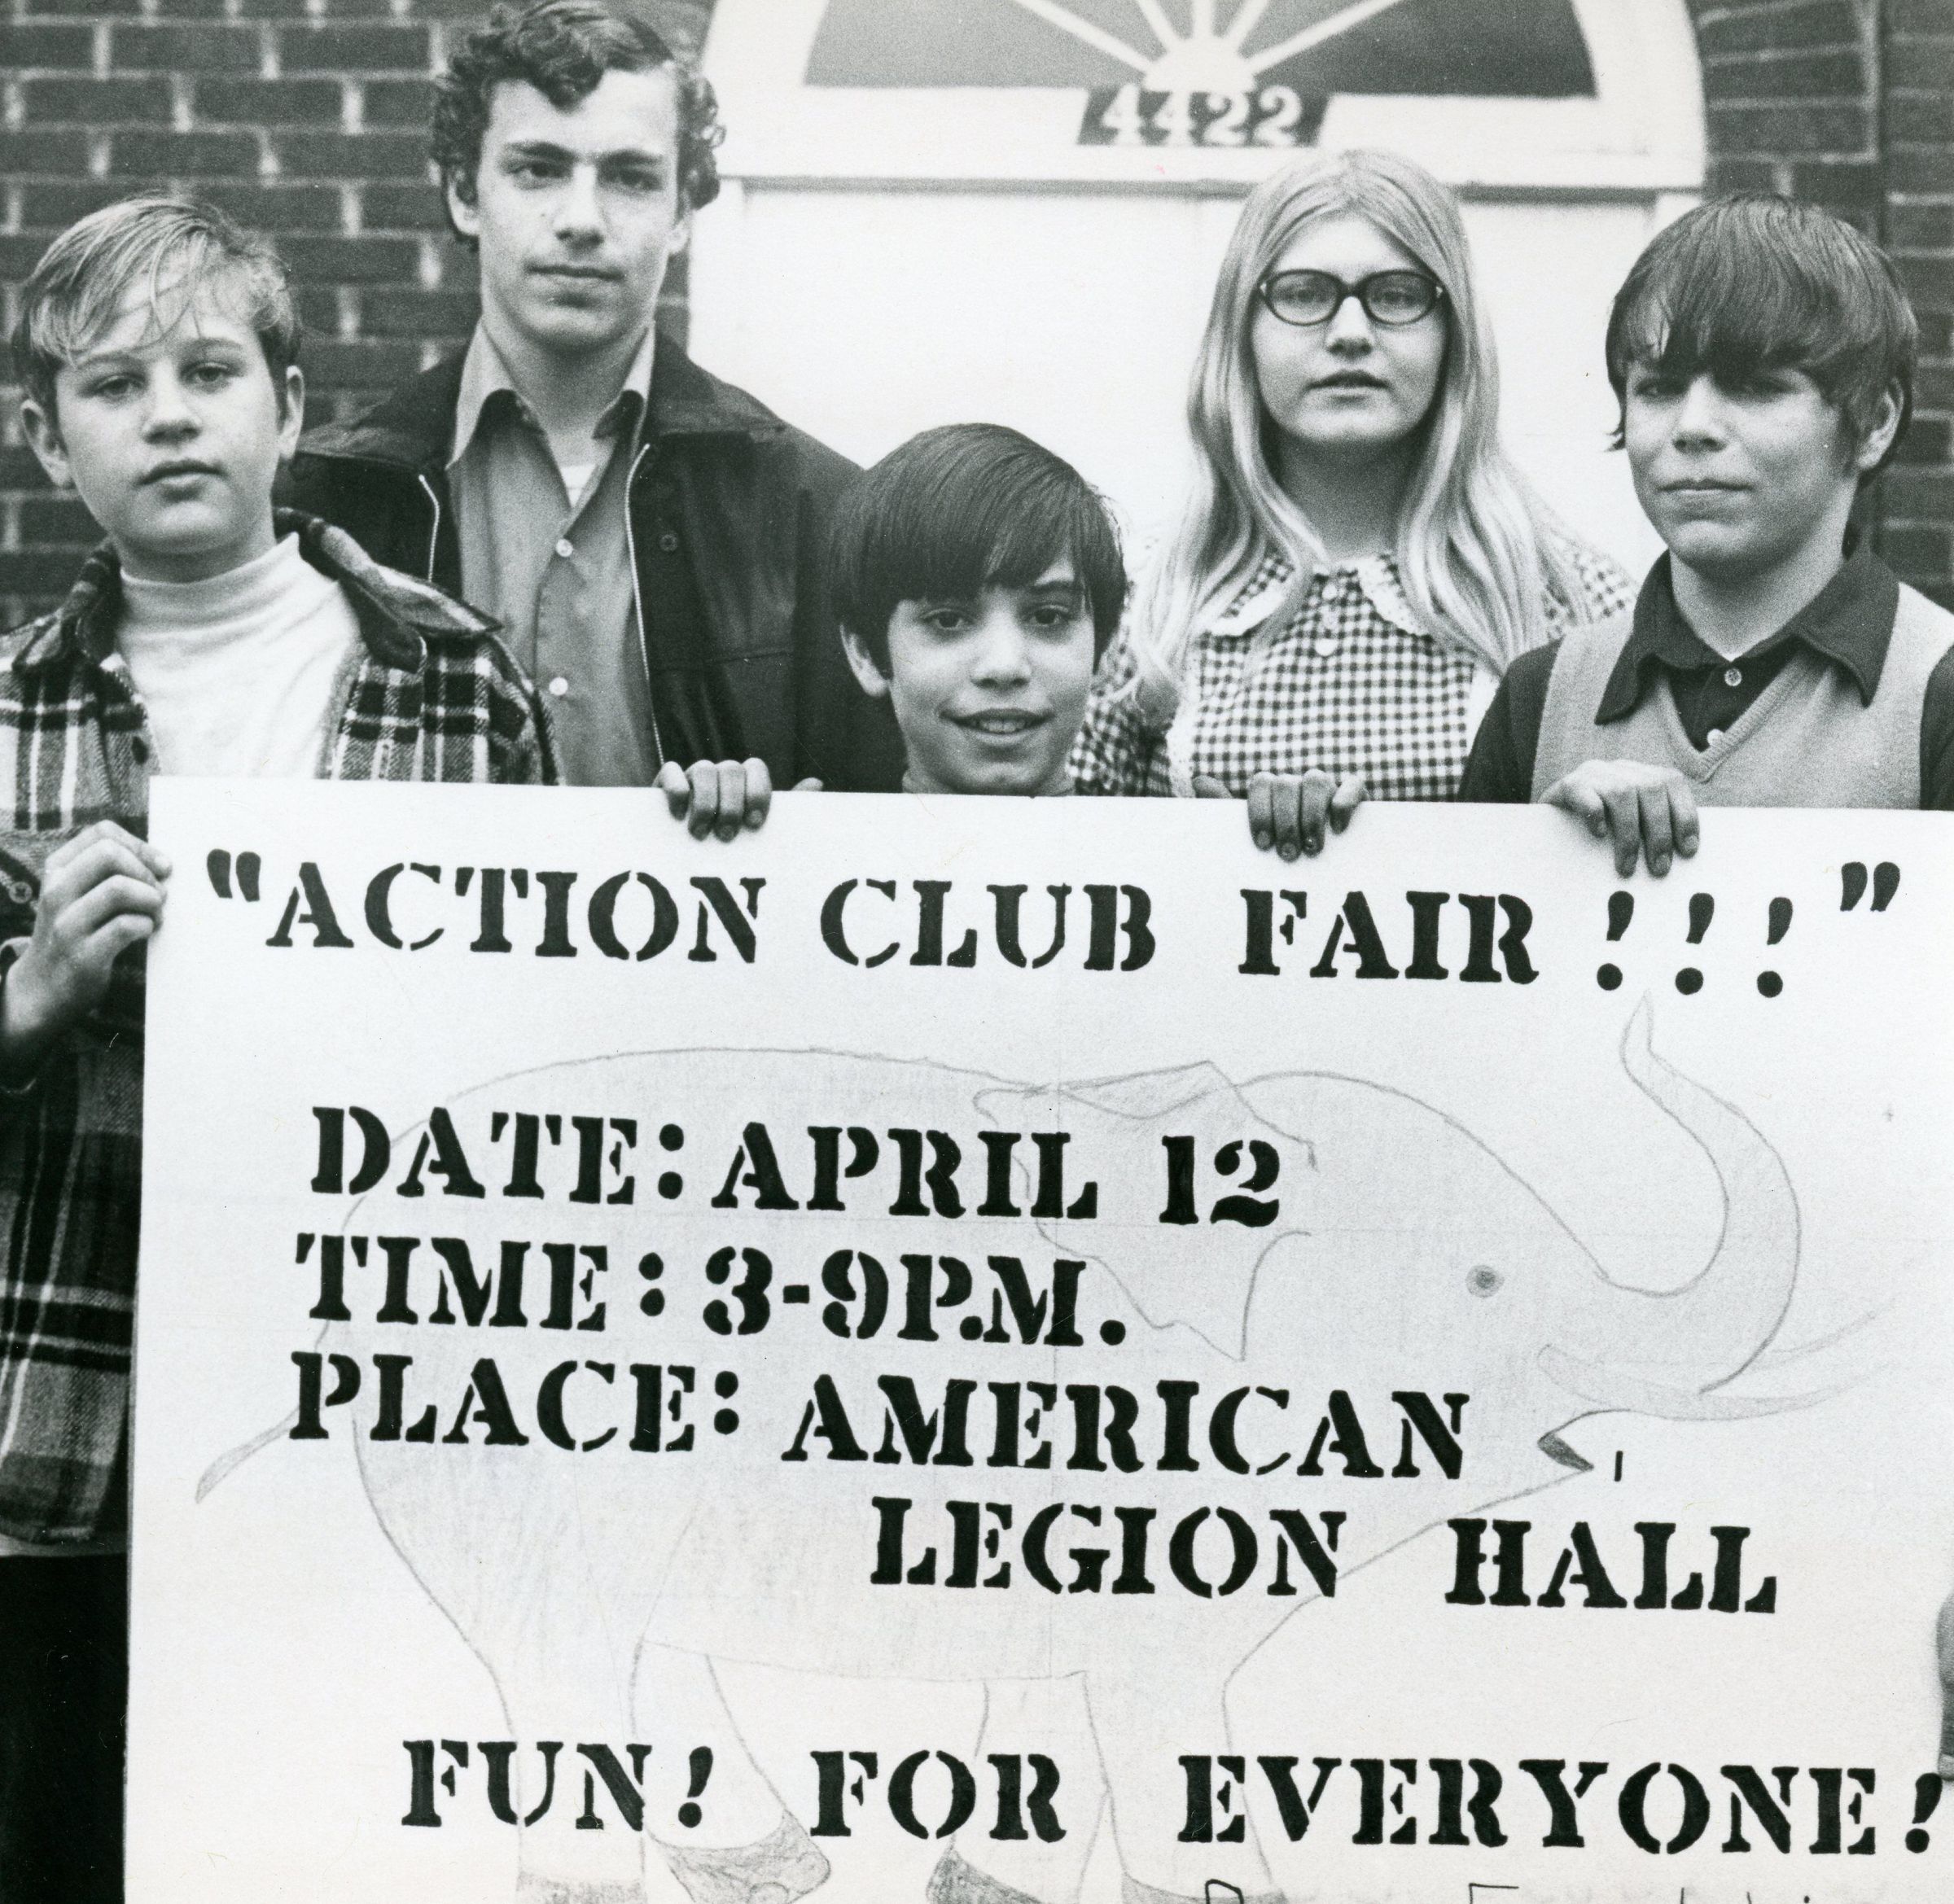 4422
"ACTION CLUB FAIR!!!"
DATE: APRIL 12
TIME: 3-9P.M.
PLACE: AMERICAN
LEGION HALL
FUN! FOR EVERYONE!